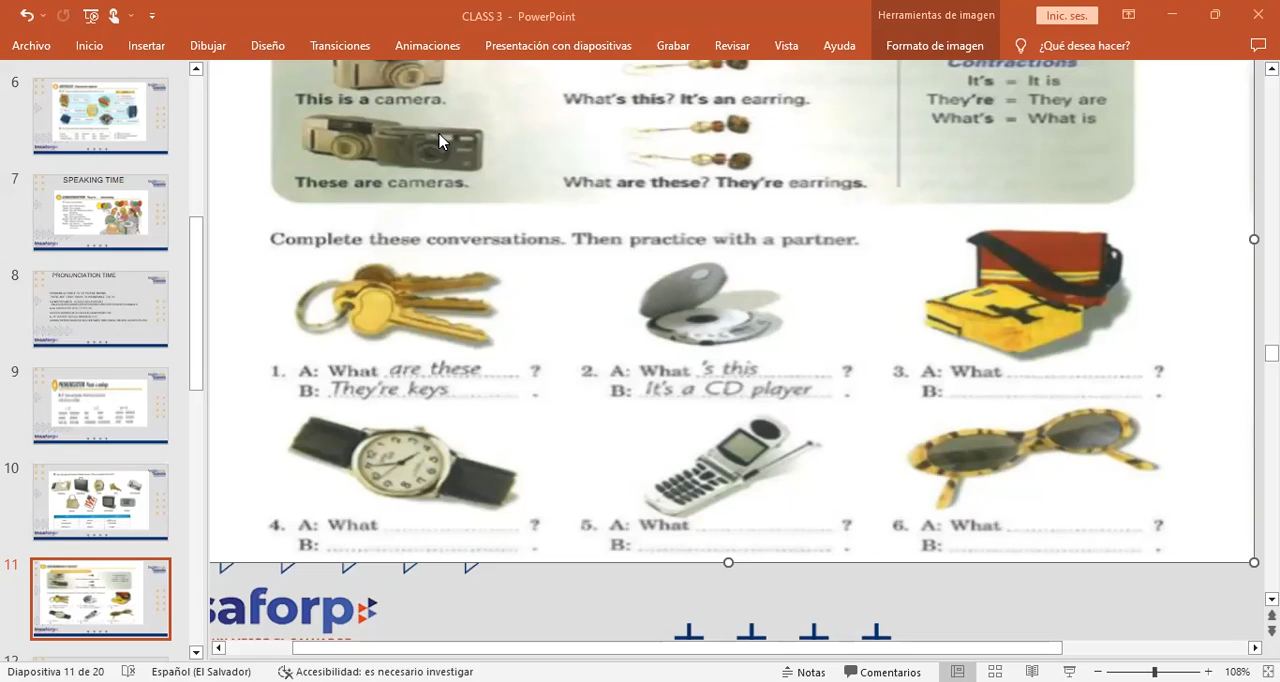 CLASS 3 - PowerPoint
Herramientas de imagen
Inic. ses.
Archivo Inicio Insertar Dibujar Diseño Transiciones Animaciones Presentación con diapositivas Grabar Revisar Vista Ayuda Formato de imagen ¿Qué desea hacer?
6
7
SPEAKING TIME
8
PRONUNCIATION TIME
9
10
11
12
Contractions
This is a camera.
What's this? It's an earring.
It's = It is
They're = They are
What's = What is
These are cameras.
What are these? They're earrings.
Complete these conversations. Then practice with a partner.
1. A: What are these ?
B: They're keys .
2. A: What 's this ?
B: It's a CD player .
3. A: What ?
B: .
4. A: What ?
B: .
5. A: What ?
B: .
6. A: What ?
B: .
saforp
Diapositiva 11 de 20 Español (El Salvador) Accesibilidad: es necesario investigar Notas Comentarios 108%